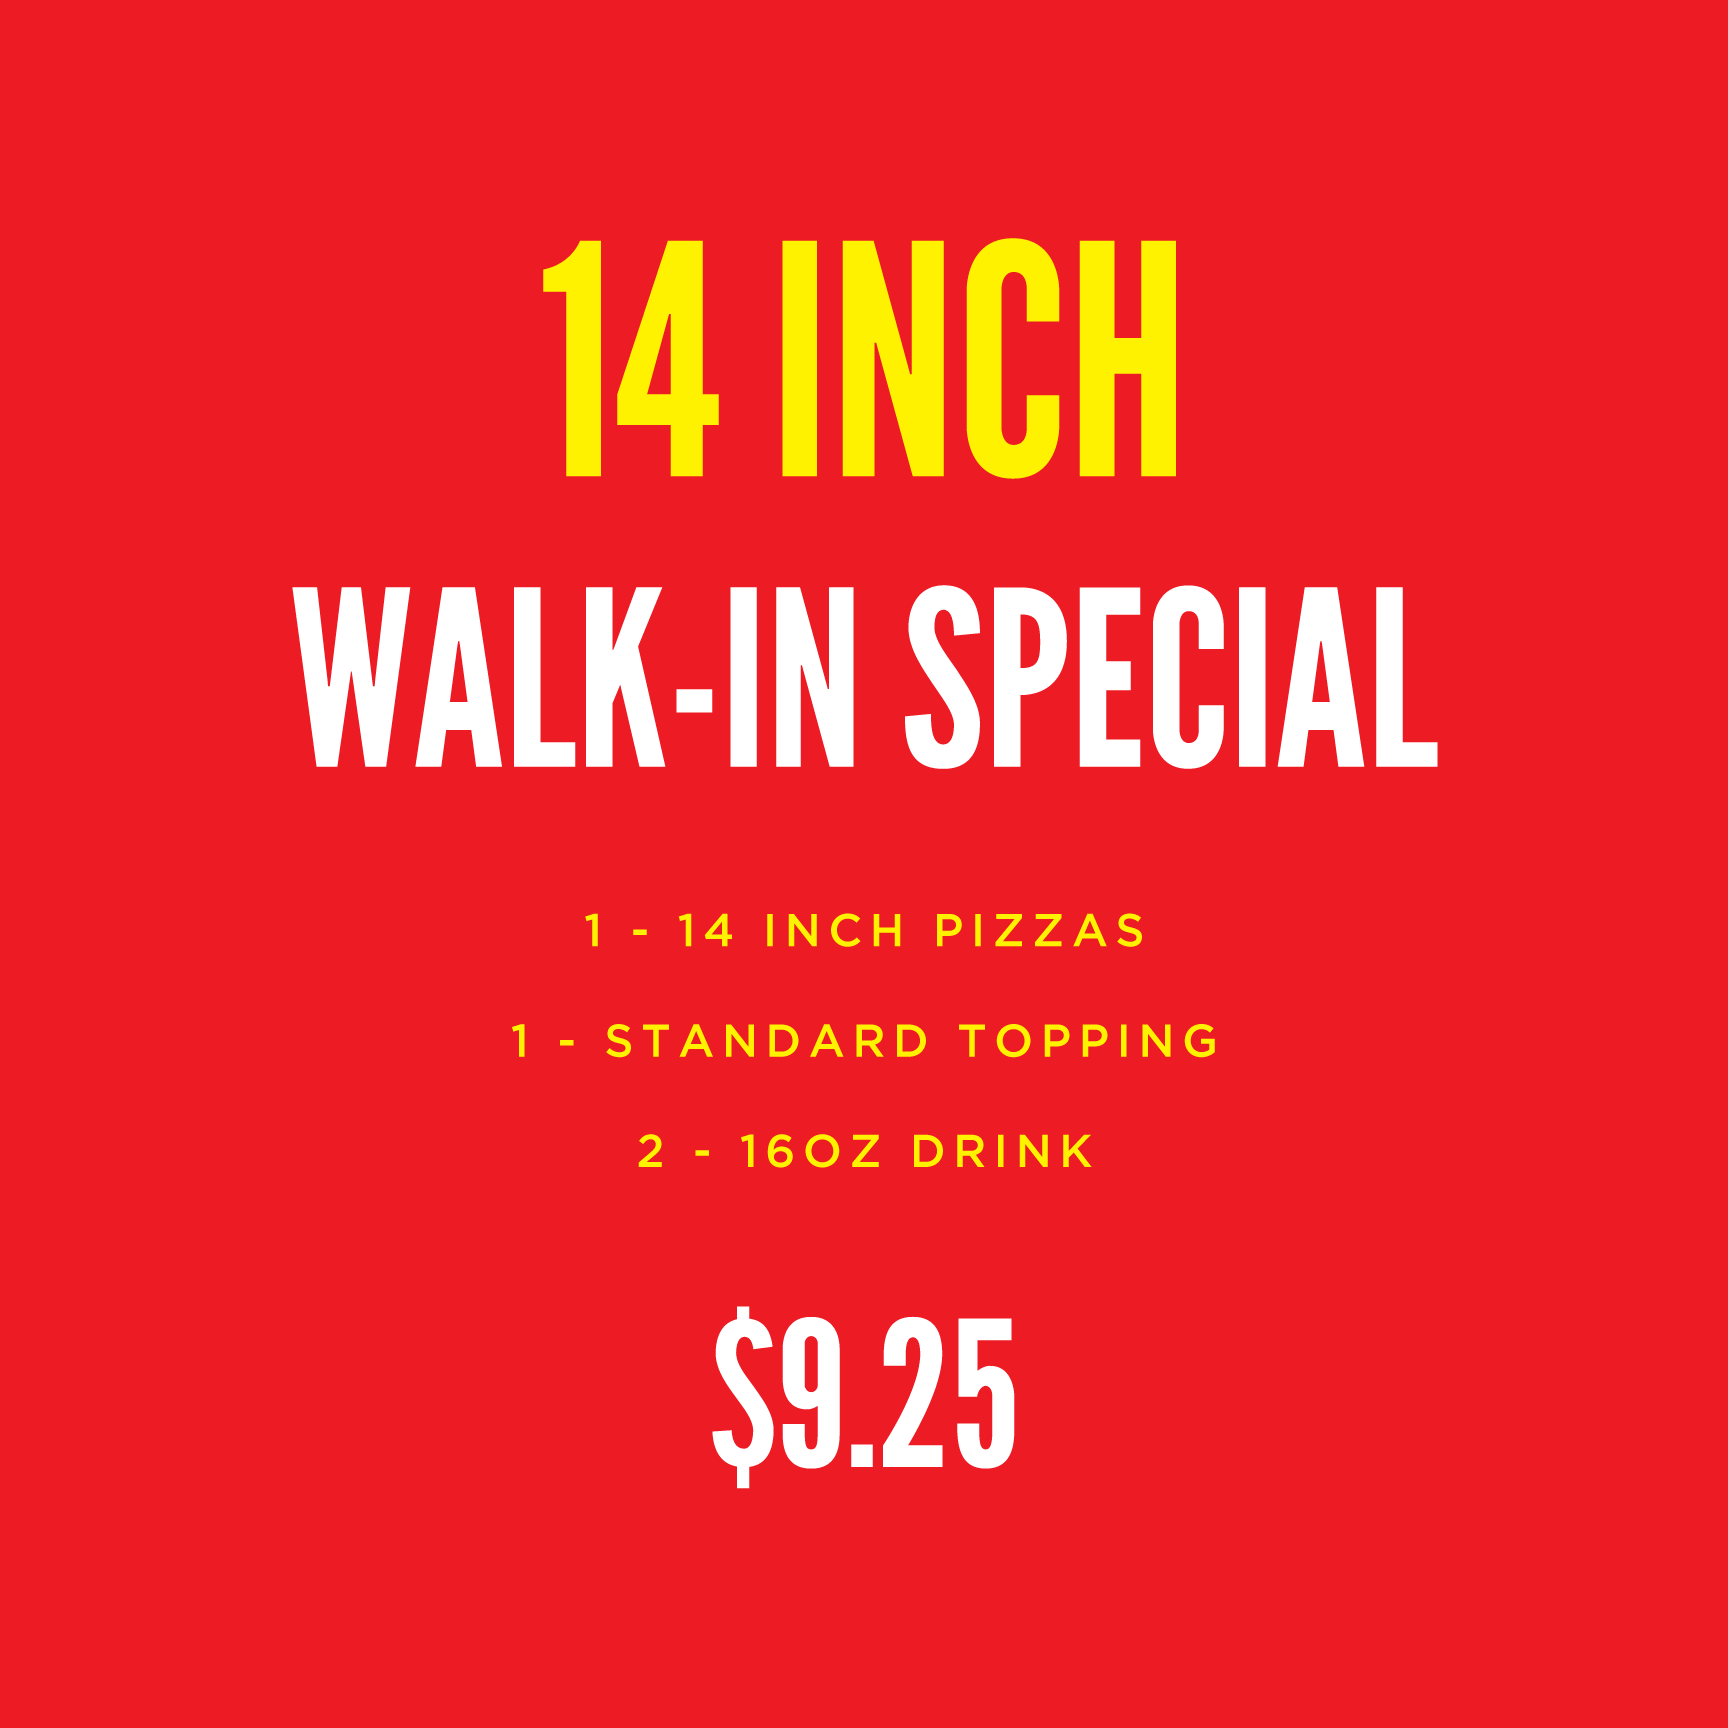 14 INCH
WALK-IN SPECIAL
1 - 14 INCH PIZZAS
1 - STANDARD TOPPING
2 - 16OZ DRINK
$9.25